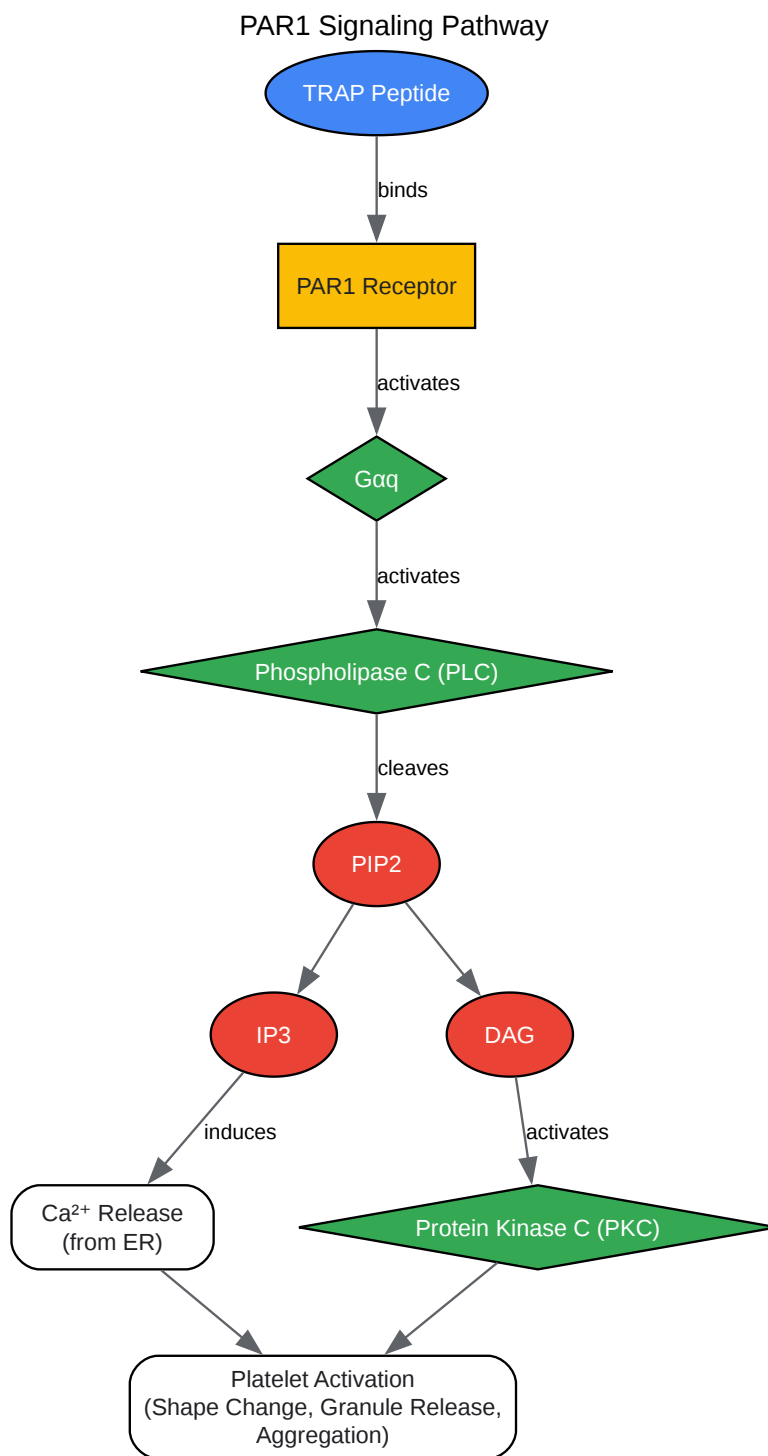 PAR1 Signaling Pathway
TRAP Peptide
binds
PAR1 Receptor
activates
Gαq
activates
Phospholipase C (PLC)
cleaves
PIP2
IP3
DAG
induces
activates
Ca²⁺ Release
(from ER)
Protein Kinase C (PKC)
Platelet Activation
(Shape Change, Granule Release,
Aggregation)